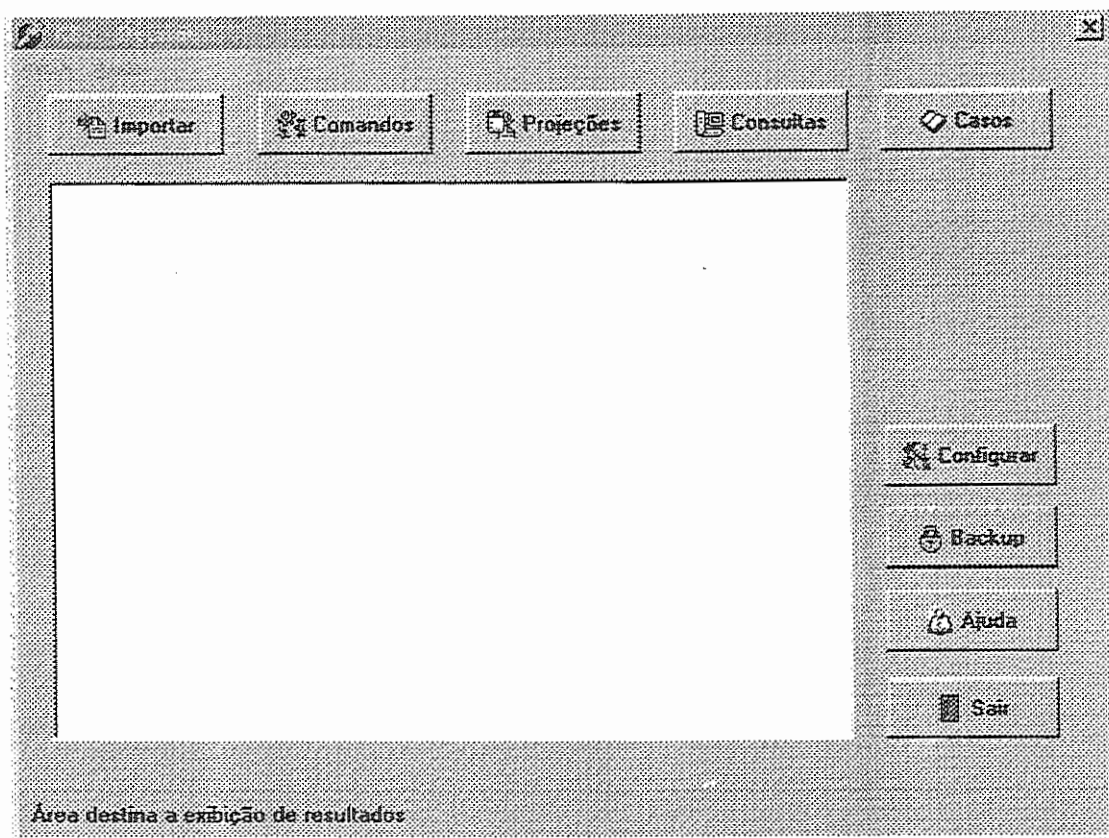 Importar
Comandos
Projeções
Consultas
Casos
Configurar
Backup
Ajuda
Sair
Área destina a exibição de resultados